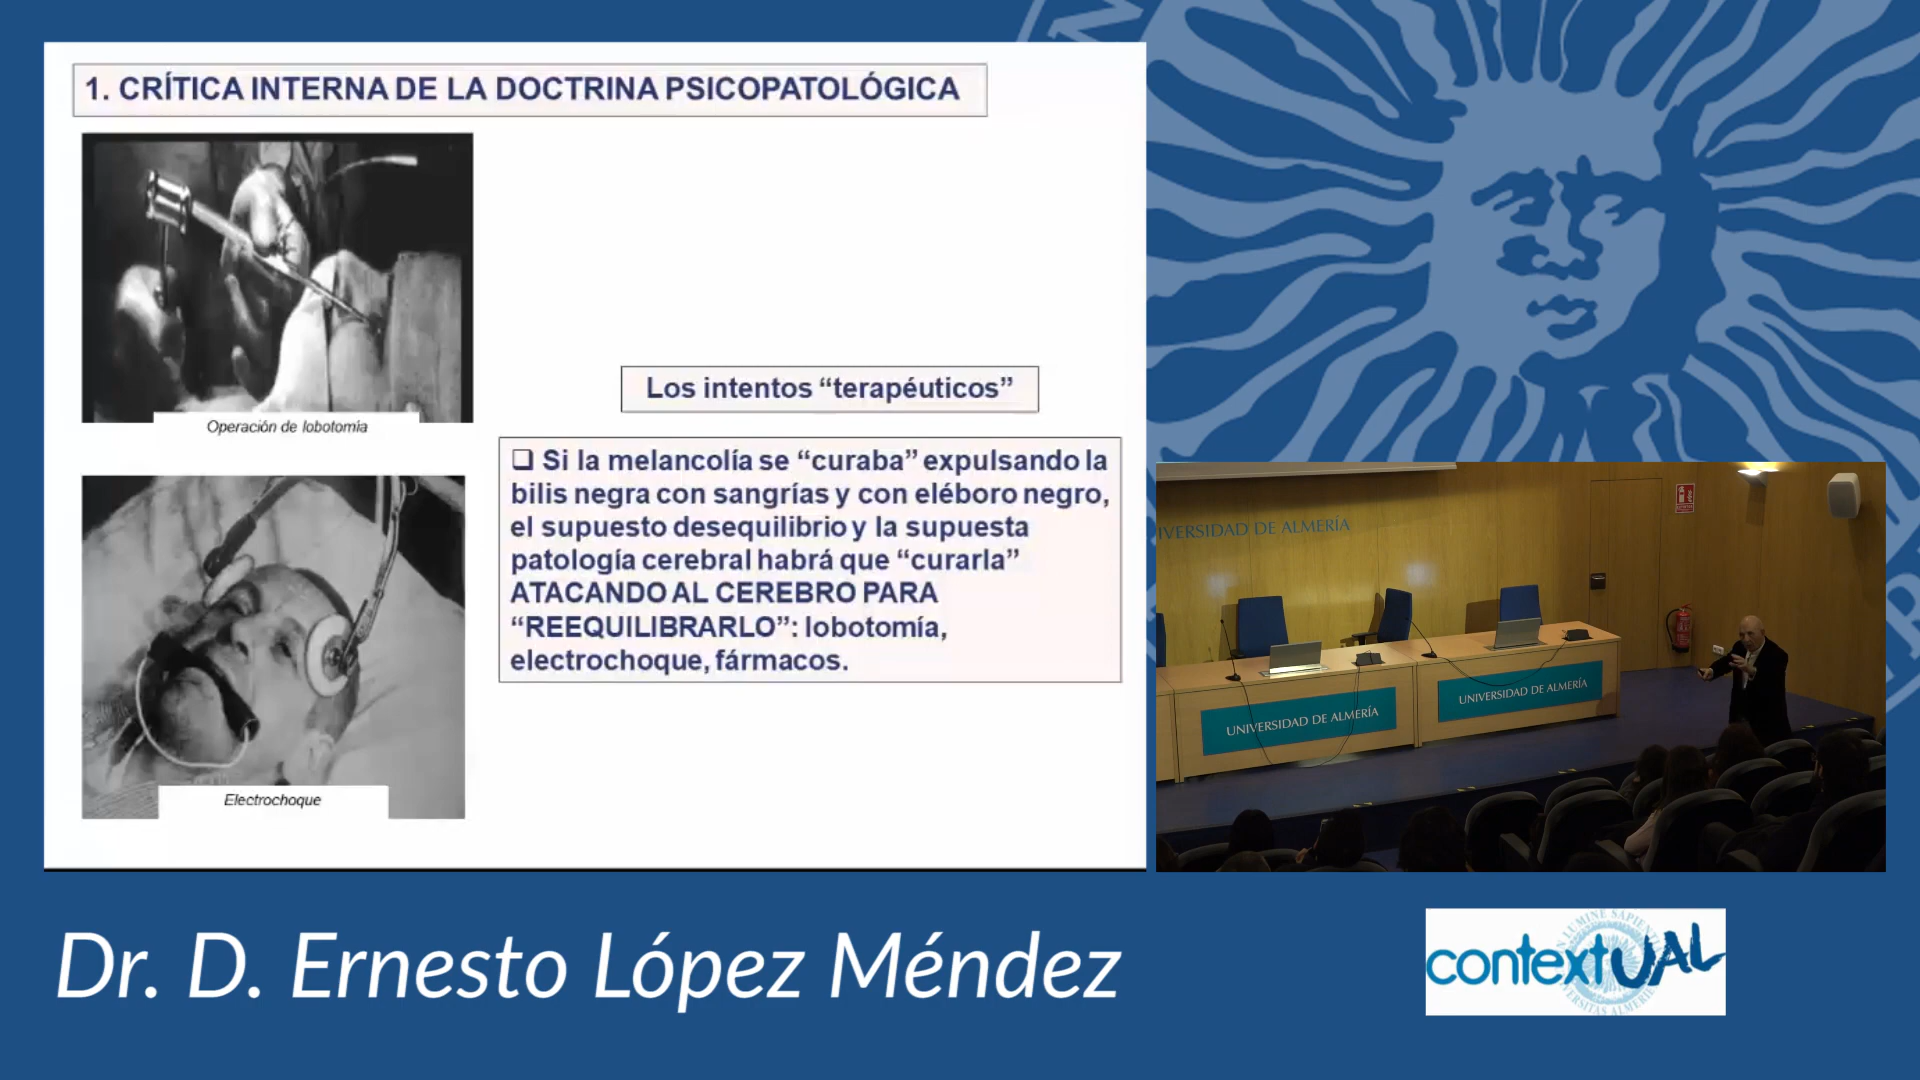 1. CRÍTICA INTERNA DE LA DOCTRINA PSICOPATOLÓGICA
Operación de lobotomía
Los intentos “terapéuticos”
❑ Si la melancolía se “curaba” expulsando la
bilis negra con sangrías y con eléboro negro,
el supuesto desequilibrio y la supuesta
patología cerebral habrá que “curarla”
ATACANDO AL CEREBRO PARA
“REEQUILIBRARLO”: lobotomía,
electrochoque, fármacos.
Electrochoque
IVERSIDAD DE ALMERÍA
UNIVERSIDAD DE ALMERÍA
UNIVERSIDAD DE ALMERÍA
Dr. D. Ernesto López Méndez
contextUAL